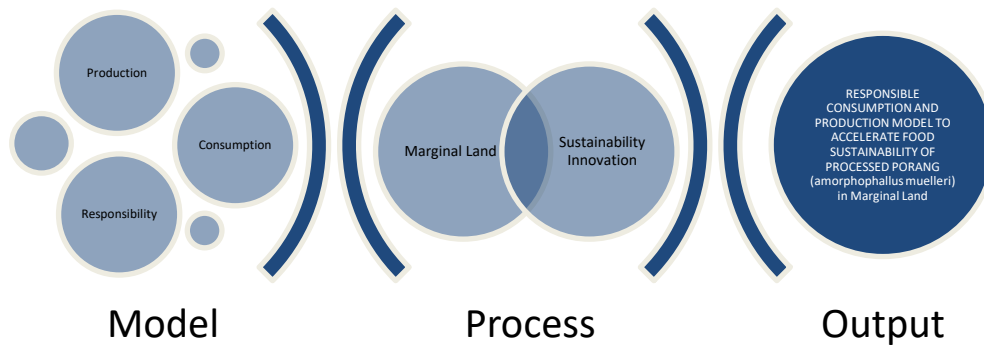 Production
Consumption
Responsibility
Marginal Land
Sustainability
Innovation
RESPONSIBLE
CONSUMPTION AND
PRODUCTION MODEL TO
ACCELERATE FOOD
SUSTAINABILITY OF
PROCESSED PORANG
(amorphophallus muelleri)
in Marginal Land
Model
Process
Output